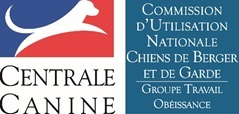 CENTRALE
CANINE
COMMISSION
D'UTILISATION
NATIONALE
CHIENS DE BERGER
ET DE GARDE
GROUPE TRAVAIL
OBÉISSANCE